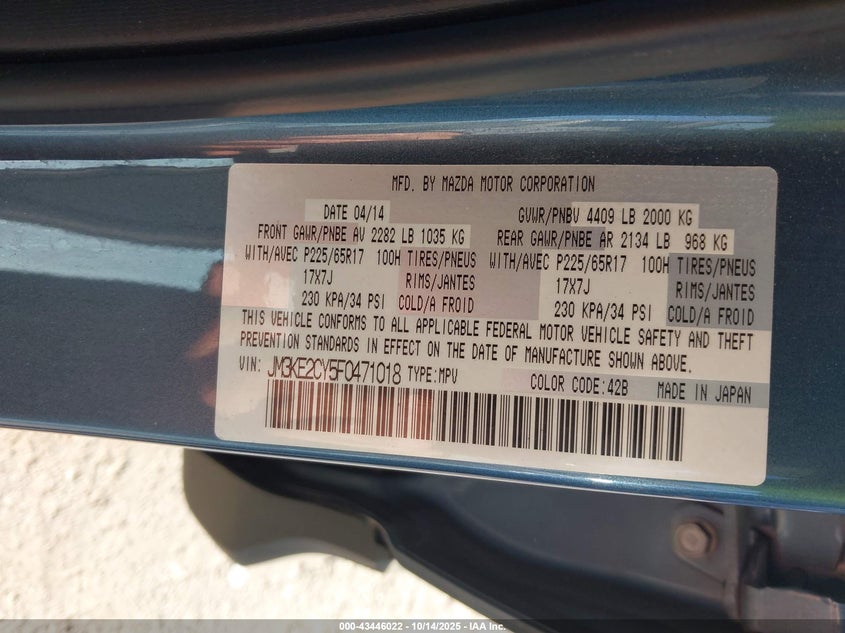 MFD. BY MAZDA MOTOR CORPORATION
DATE 04/14 GVWR/PNBV 4409 LB 2000 KG
FRONT GAWR/PNBE AV 2282 LB 1035 KG REAR GAWR/PNBE AR 2134 LB 968 KG
WITH/AVEC P225/65R17 100H TIRES/PNEUS WITH/AVEC P225/65R17 100H TIRES/PNEUS
17X7J RIMS/JANTES 17X7J RIMS/JANTES
230 KPA/34 PSI COLD/A FROID 230 KPA/34 PSI COLD/A FROID
THIS VEHICLE CONFORMS TO ALL APPLICABLE FEDERAL MOTOR VEHICLE SAFETY AND THEFT
PREVENTION STANDARDS IN EFFECT ON THE DATE OF MANUFACTURE SHOWN ABOVE.
VIN: JM3KE2CY5F0471018 TYPE:MPV COLOR CODE:42B MADE IN JAPAN
000-43446022 - 10/14/2025 - IAA Inc.